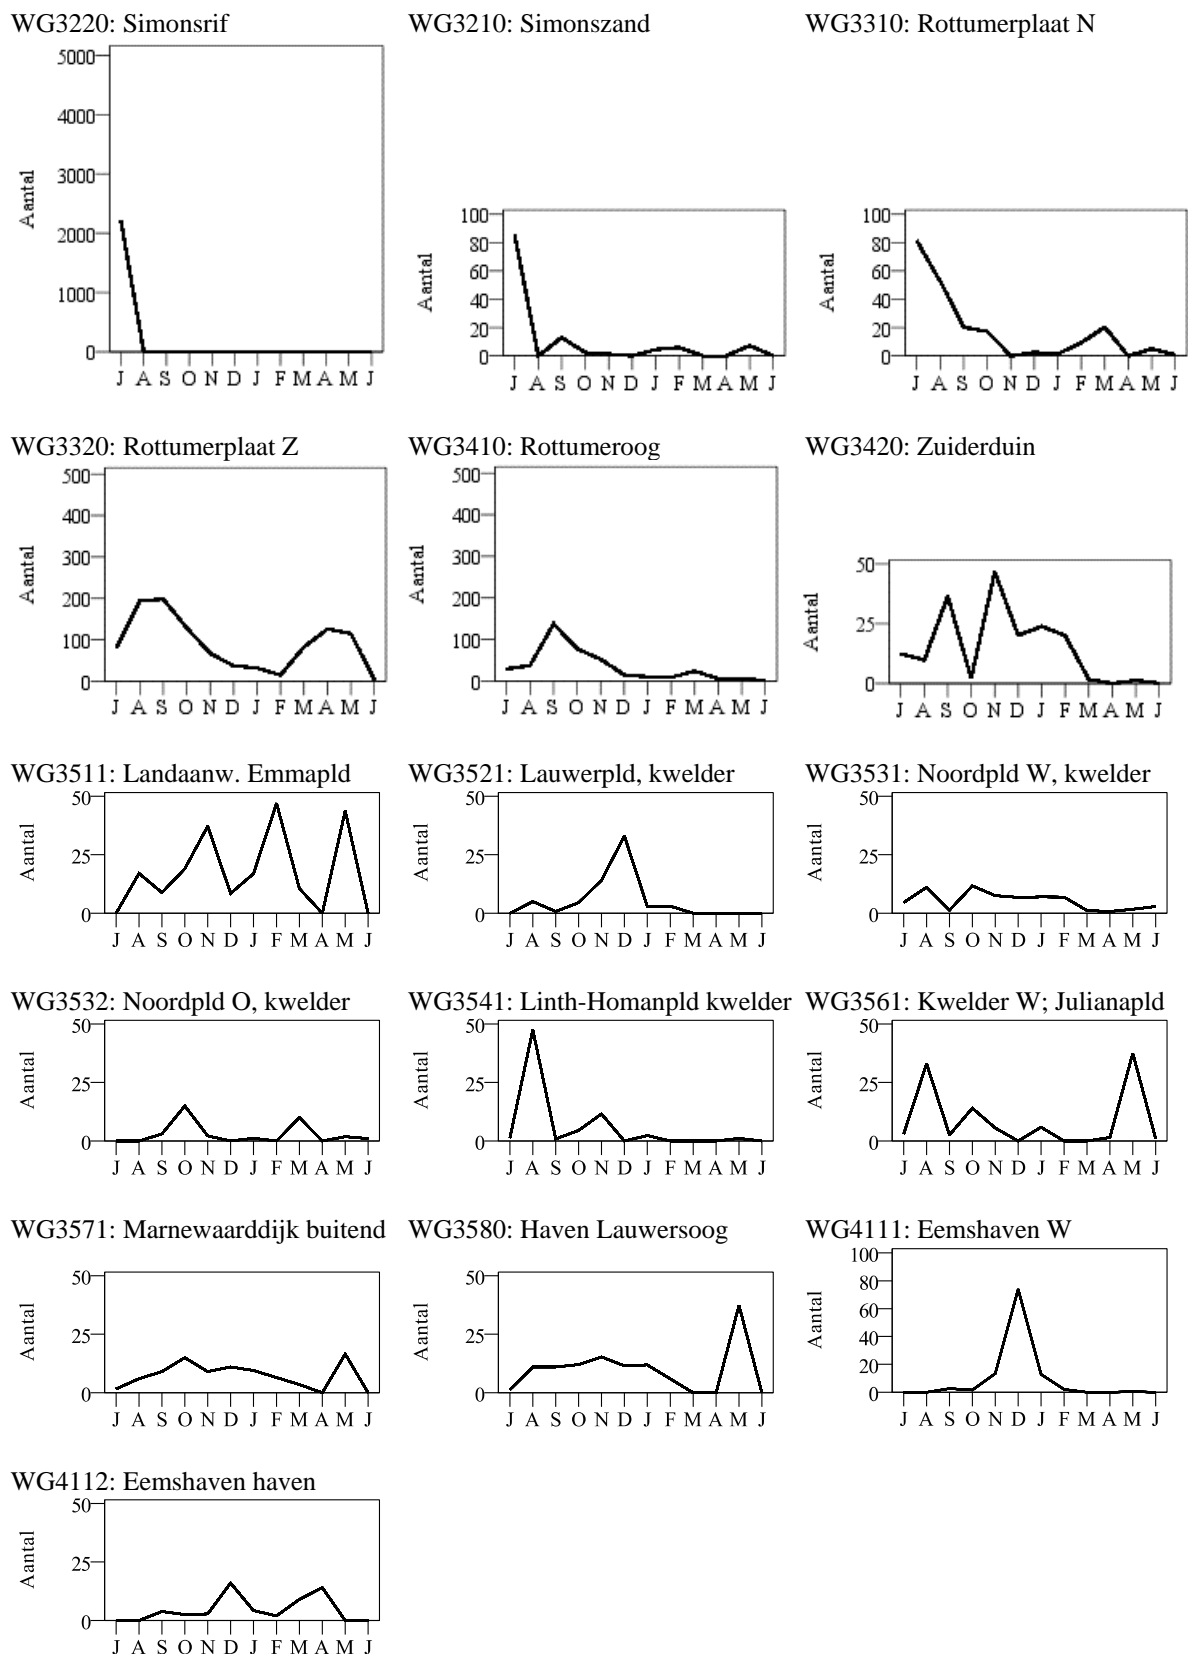 WG3220: Simonsrif
WG3210: Simonszand
WG3310: Rottumerplaat N
5000
4000
3000
2000
1000
0
Aantal
J A S O N D J F M A M J
100
80
60
40
20
0
Aantal
J A S O N D J F M A M J
100
80
60
40
20
0
Aantal
J A S O N D J F M A M J
WG3320: Rottumerplaat Z
WG3410: Rottumeroog
WG3420: Zuiderduin
500
400
300
200
100
0
Aantal
J A S O N D J F M A M J
500
400
300
200
100
0
Aantal
J A S O N D J F M A M J
50
25
0
Aantal
J A S O N D J F M A M J
WG3511: Landaanw. Emmapld
WG3521: Lauwerpld, kwelder
WG3531: Noordpld W, kwelder
50
25
0
Aantal
J A S O N D J F M A M J
50
25
0
Aantal
J A S O N D J F M A M J
50
25
0
Aantal
J A S O N D J F M A M J
WG3532: Noordpld O, kwelder
WG3541: Linth-Homanpld kwelder
WG3561: Kwelder W; Julianapld
50
25
0
Aantal
J A S O N D J F M A M J
50
25
0
Aantal
J A S O N D J F M A M J
50
25
0
Aantal
J A S O N D J F M A M J
WG3571: Marnewaarddijk buitend
WG3580: Haven Lauwersoog
WG4111: Eemshaven W
50
25
0
Aantal
J A S O N D J F M A M J
50
25
0
Aantal
J A S O N D J F M A M J
100
80
60
40
20
0
Aantal
J A S O N D J F M A M J
WG4112: Eemshaven haven
50
25
0
Aantal
J A S O N D J F M A M J